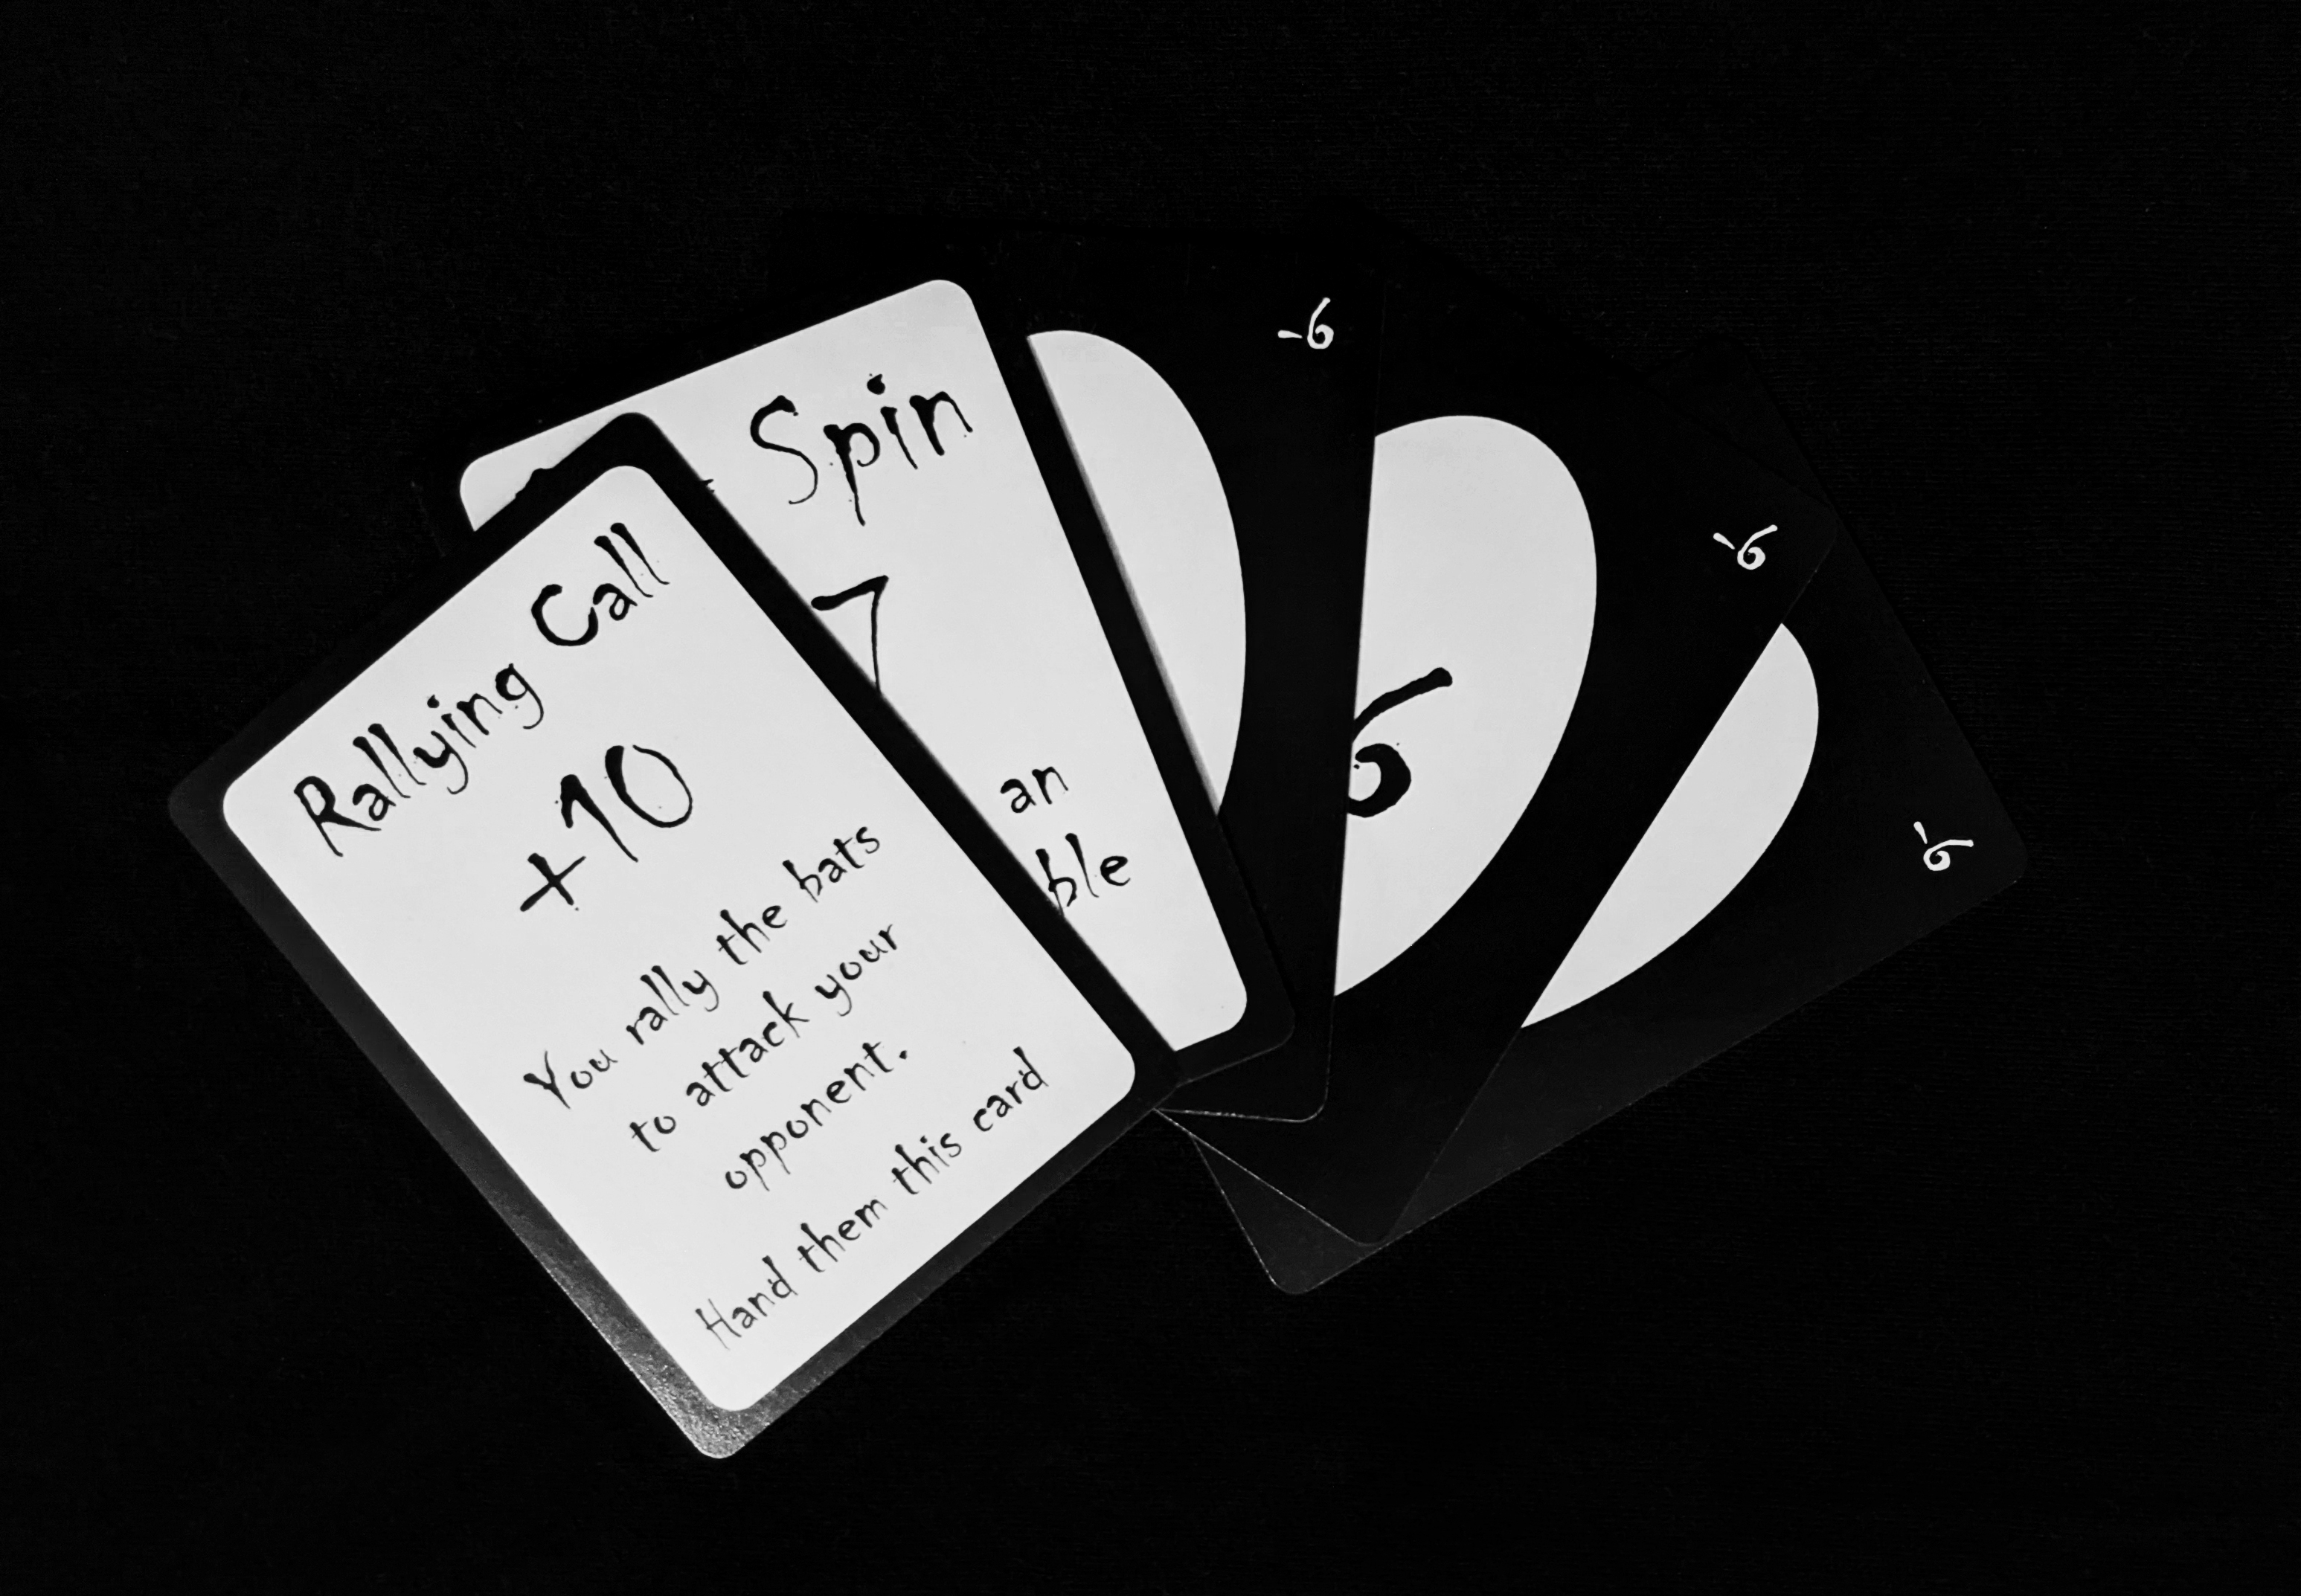 Rallying Call
+10
You rally the bats
to attack your
opponent.
Hand them this card
Spin
7
an
ble
-6
6
-6
-6